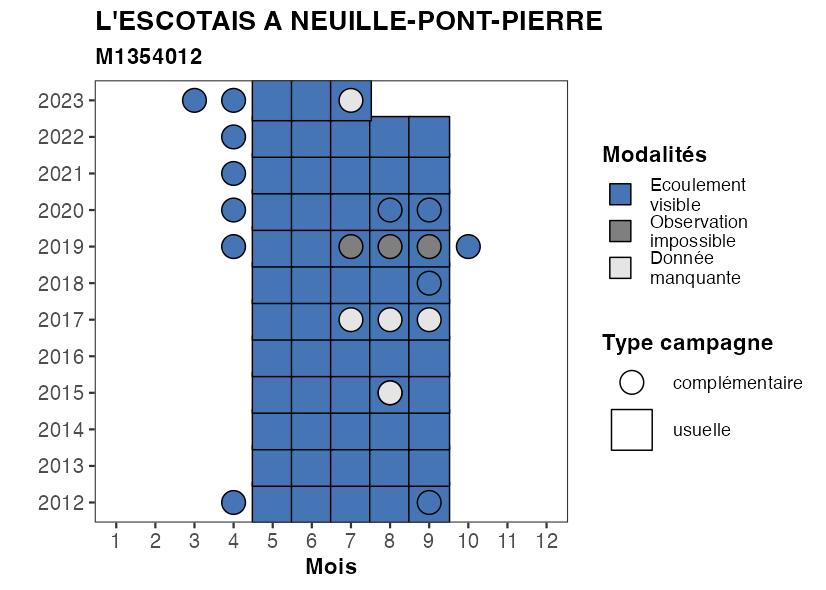 L'ESCOTAIS A NEUILLE-PONT-PIERRE
M1354012
2023
2022
2021
2020
2019
2018
2017
2016
2015
2014
2013
2012
1 2 3 4 5 6 7 8 9 10 11 12
Mois
Modalités
Ecoulement
visible
Observation
impossible
Donnée
manquante
Type campagne
complémentaire
usuelle